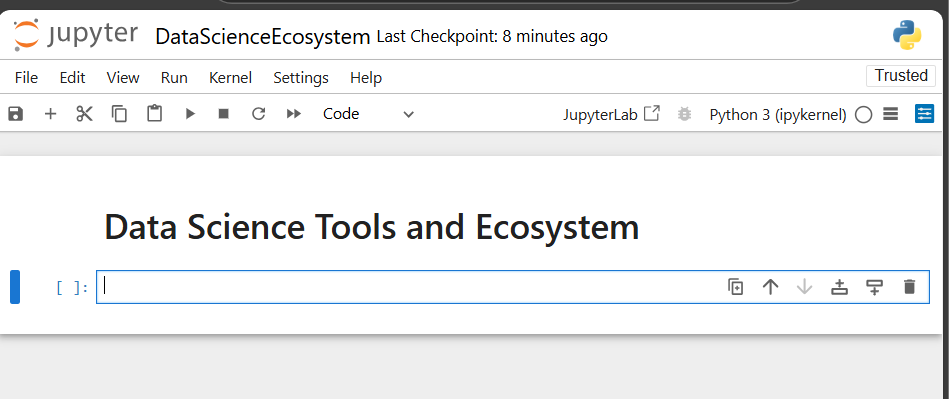 jupyter DataScienceEcosystem Last Checkpoint: 8 minutes ago
File Edit View Run Kernel Settings Help Trusted
Code JupyterLab Python 3 (ipykernel)
Data Science Tools and Ecosystem
[ ]: